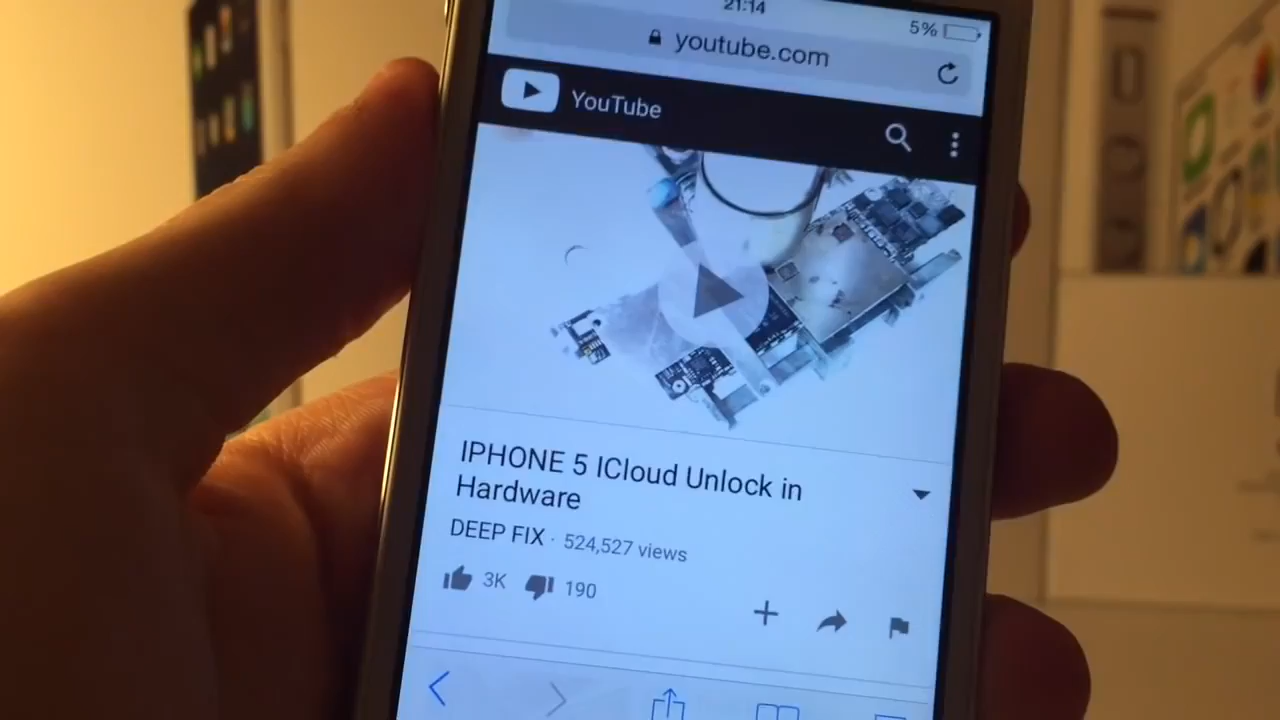 21:14
5%
youtube.com
YouTube
IPHONE 5 ICloud Unlock in
Hardware
DEEP FIX · 524,527 views
3K 190